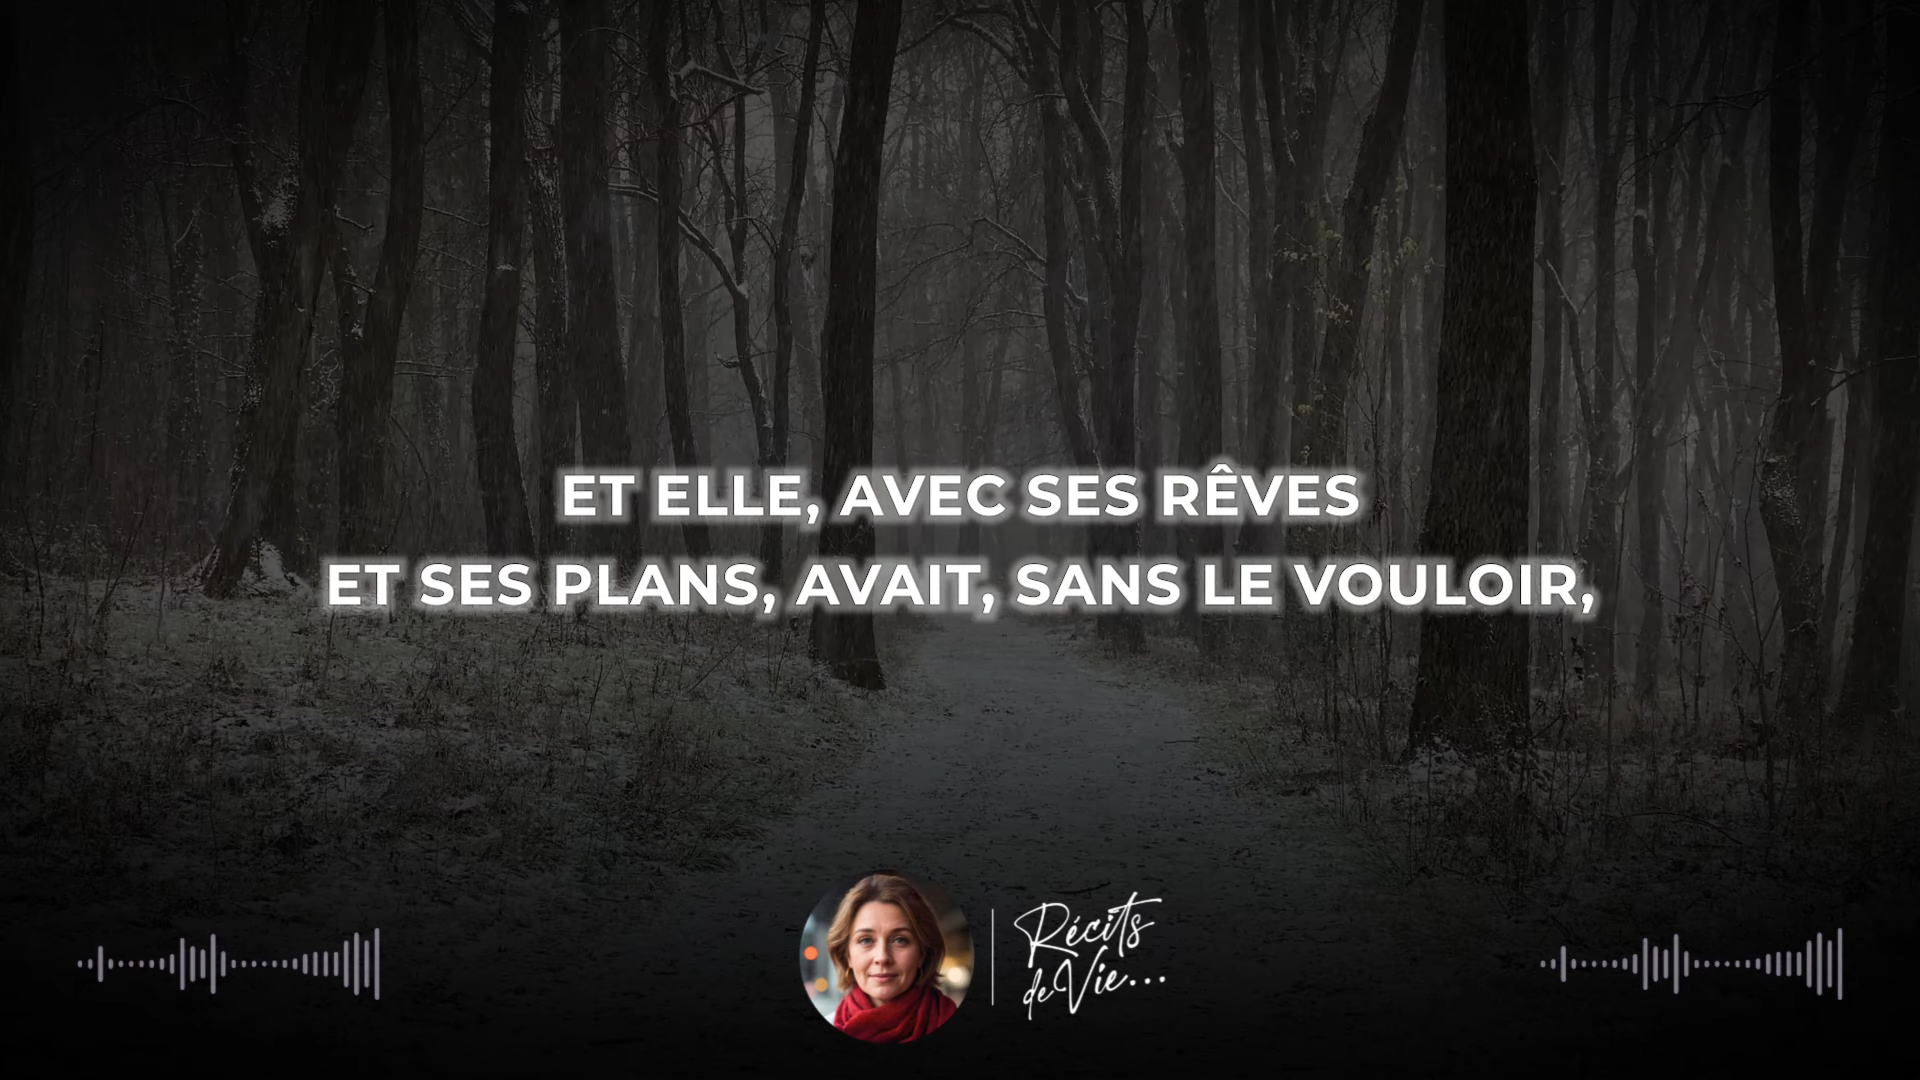 ET ELLE, AVEC SES RÊVES
ET SES PLANS, AVAIT, SANS LE VOULOIR,
Récits
de Vie...